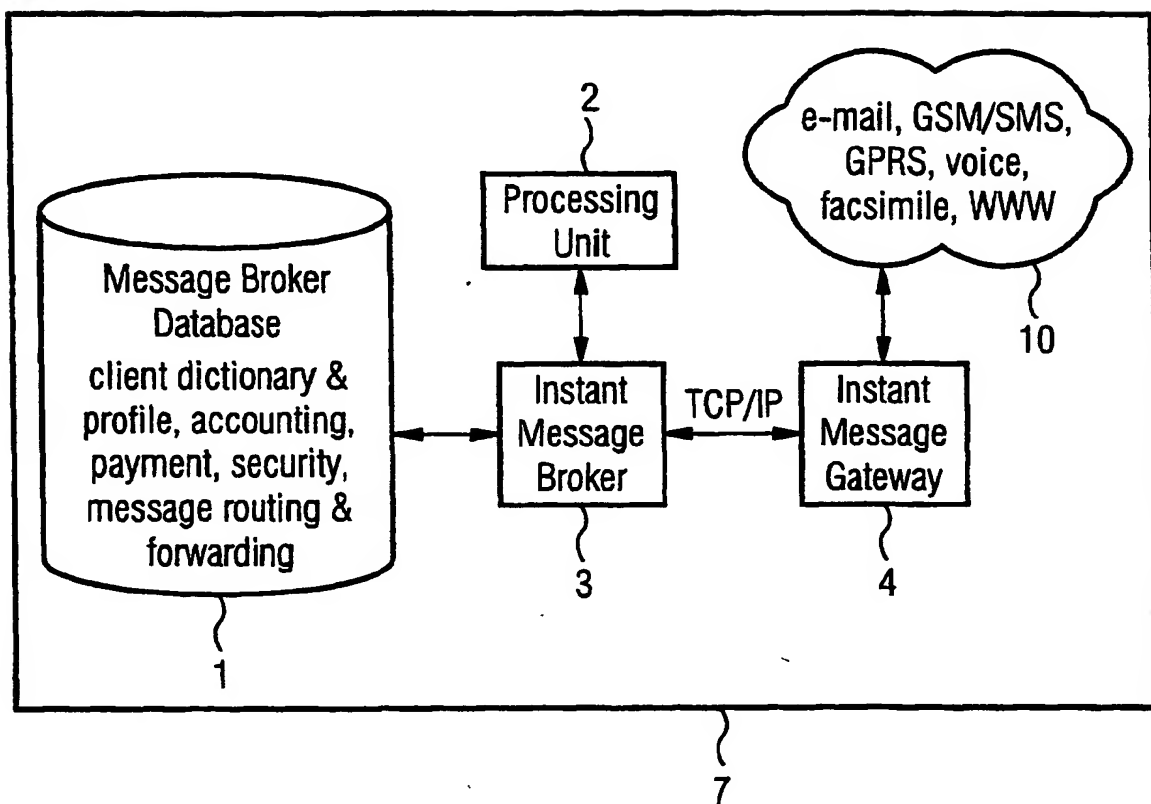 Message Broker
Database
client dictionary &
profile, accounting,
payment, security,
message routing &
forwarding
1
2
Processing
Unit
Instant
Message
Broker
3
TCP/IP
Instant
Message
Gateway
4
e-mail, GSM/SMS,
GPRS, voice,
facsimile, WWW
10
7